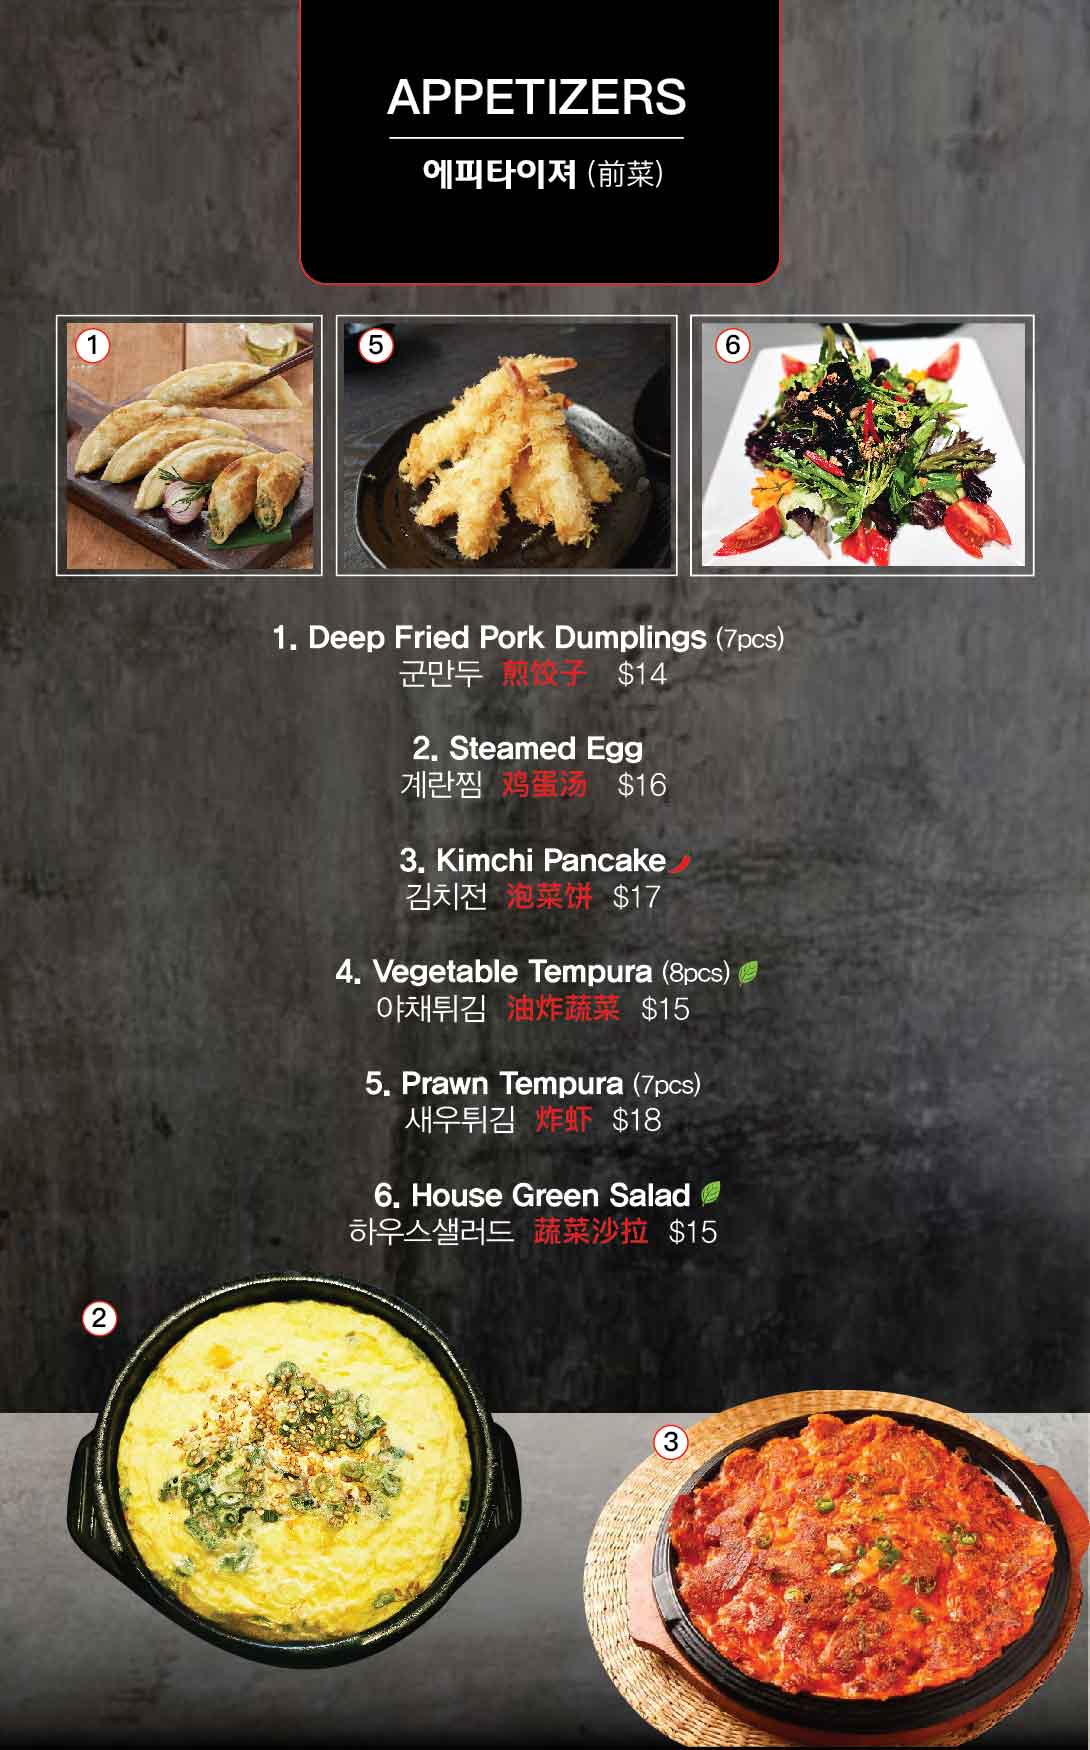 APPETIZERS
에피타이져 (前菜)
1
5
6
1. Deep Fried Pork Dumplings (7pcs)
군만두 煎饺子 $14
2. Steamed Egg
계란찜 鸡蛋汤 $16
3. Kimchi Pancake
김치전 泡菜饼 $17
4. Vegetable Tempura (8pcs)
야채튀김 油炸蔬菜 $15
5. Prawn Tempura (7pcs)
새우튀김 炸虾 $18
6. House Green Salad
하우스샐러드 蔬菜沙拉 $15
2
3